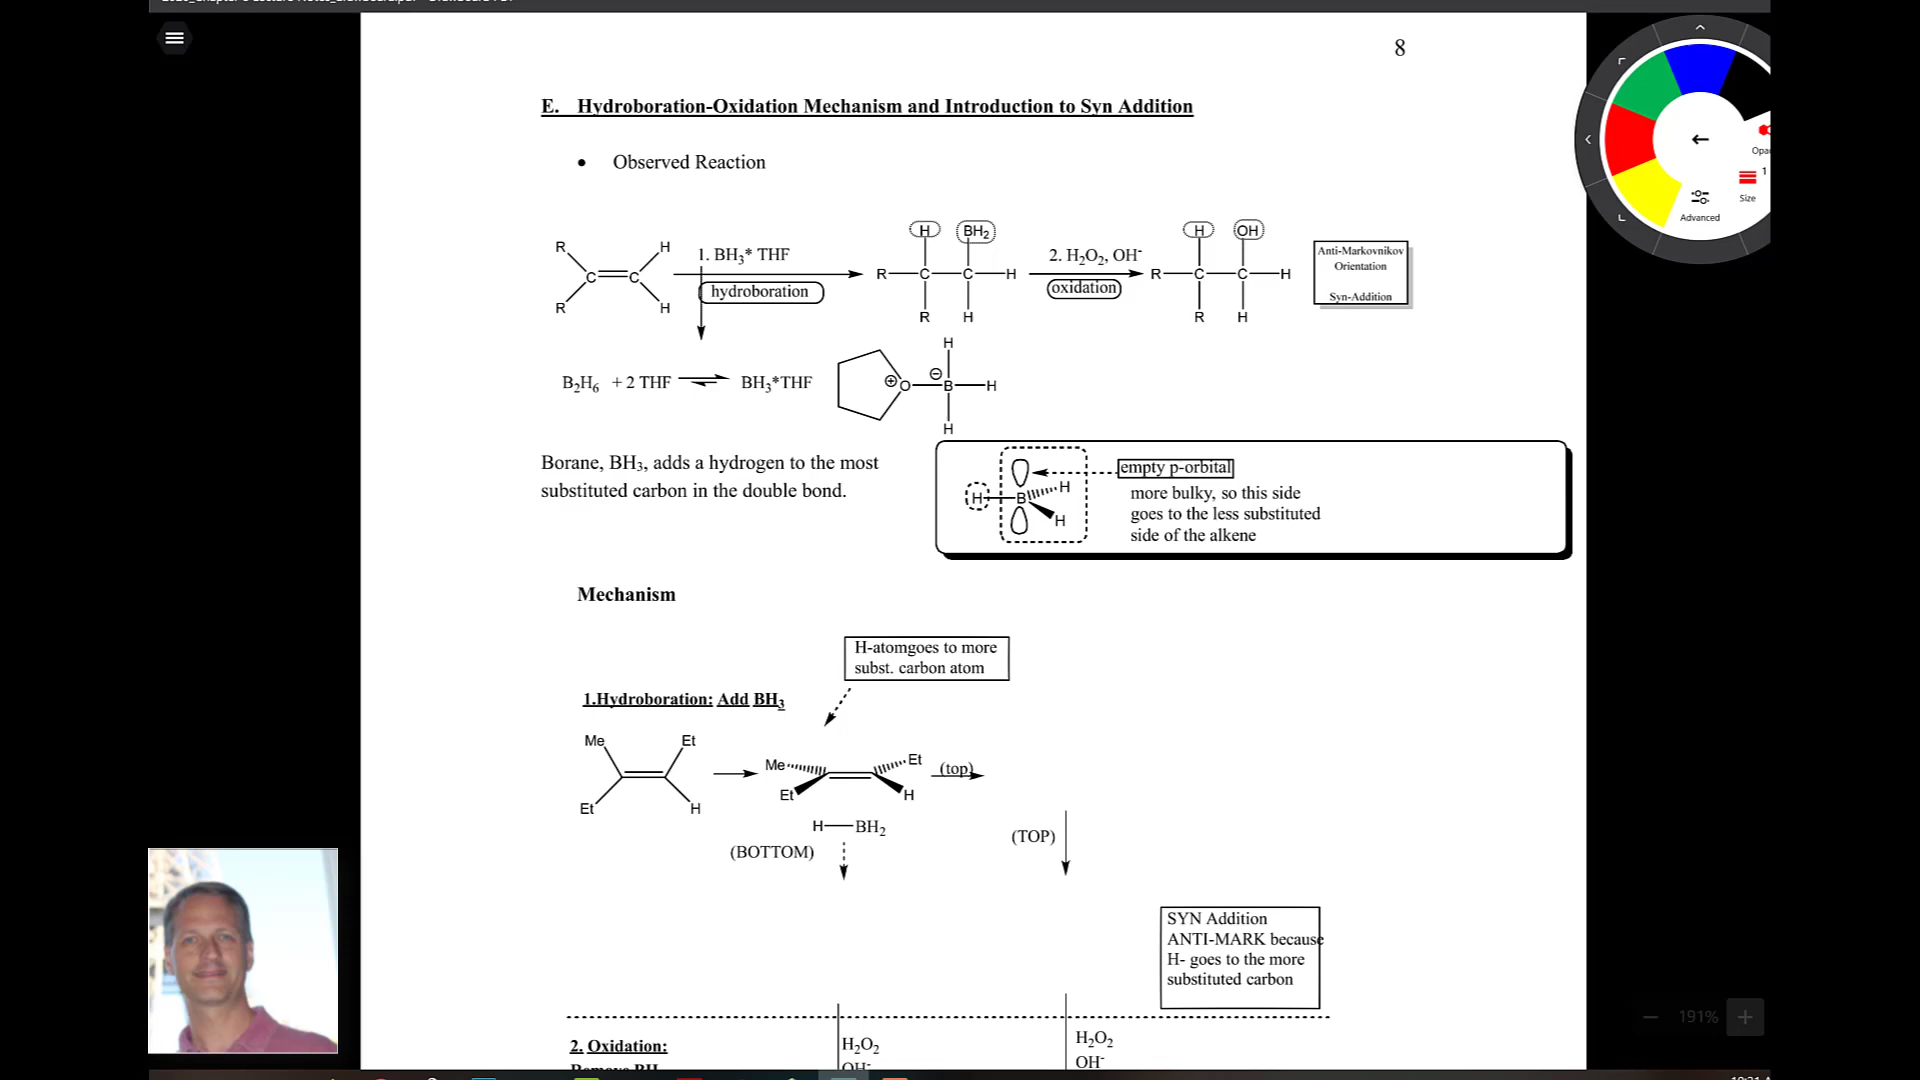 8
E. Hydroboration-Oxidation Mechanism and Introduction to Syn Addition
• Observed Reaction
H BH2 H OH
R H 1. BH3* THF 2. H2O2, OH- Anti-Markovnikov
Orientation
Syn-Addition
C C R C C H R C C H
hydroboration oxidation
R H R H R H
B2H6 + 2 THF BH3*THF
H
⊕ O ⊖ B H
H
Borane, BH3, adds a hydrogen to the most
substituted carbon in the double bond.
empty p-orbital
H B H H
more bulky, so this side
goes to the less substituted
side of the alkene
Mechanism
H-atomgoes to more
subst. carbon atom
1.Hydroboration: Add BH3
Me Et Me Et (top)
Et H Et H
H BH2
(BOTTOM) (TOP)
SYN Addition
ANTI-MARK because
H- goes to the more
substituted carbon
2. Oxidation: H2O2 H2O2
OH- OH-
Opa
1
Size
Advanced
191%